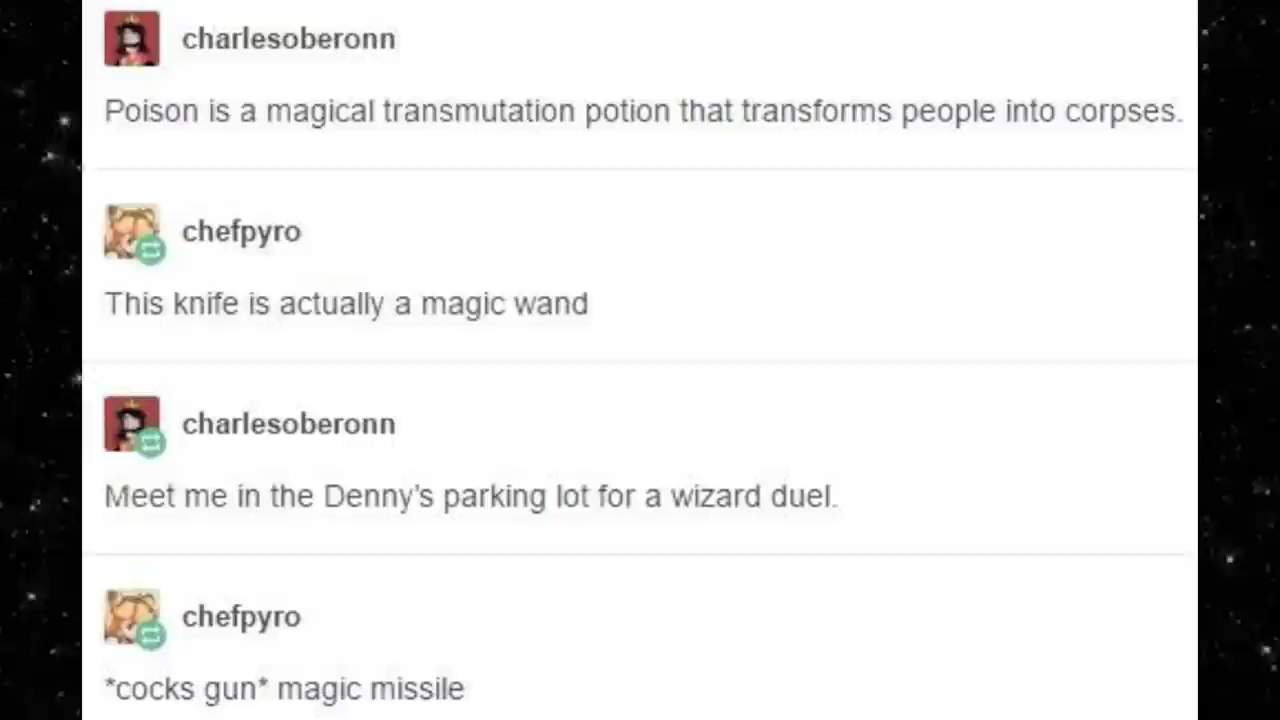 charlesoberonn
Poison is a magical transmutation potion that transforms people into corpses.
chefpyro
This knife is actually a magic wand
charlesoberonn
Meet me in the Denny’s parking lot for a wizard duel.
chefpyro
*cocks gun* magic missile